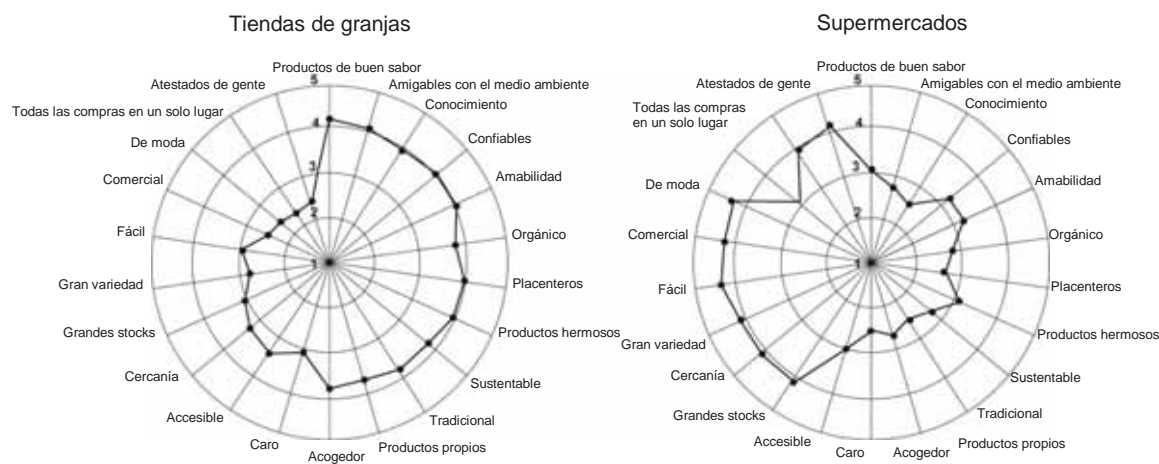 Tiendas de granjas
Productos de buen sabor
Amigables con el medio ambiente
Conocimiento
Confiables
Amabilidad
Orgánico
Placenteros
Productos hermosos
Sustentable
Tradicional
Productos propios
Acogedor
Caro
Accesible
Cercanía
Grandes stocks
Gran variedad
Fácil
Comercial
De moda
Todas las compras en un solo lugar
Atestados de gente
5
4
3
2
1
Supermercados
Productos de buen sabor
Amigables con el medio ambiente
Conocimiento
Confiables
Amabilidad
Orgánico
Placenteros
Productos hermosos
Sustentable
Tradicional
Productos propios
Acogedor
Caro
Accesible
Grandes stocks
Cercanía
Gran variedad
Fácil
Comercial
De moda
Todas las compras
en un solo lugar
Atestados de gente
5
4
3
2
1